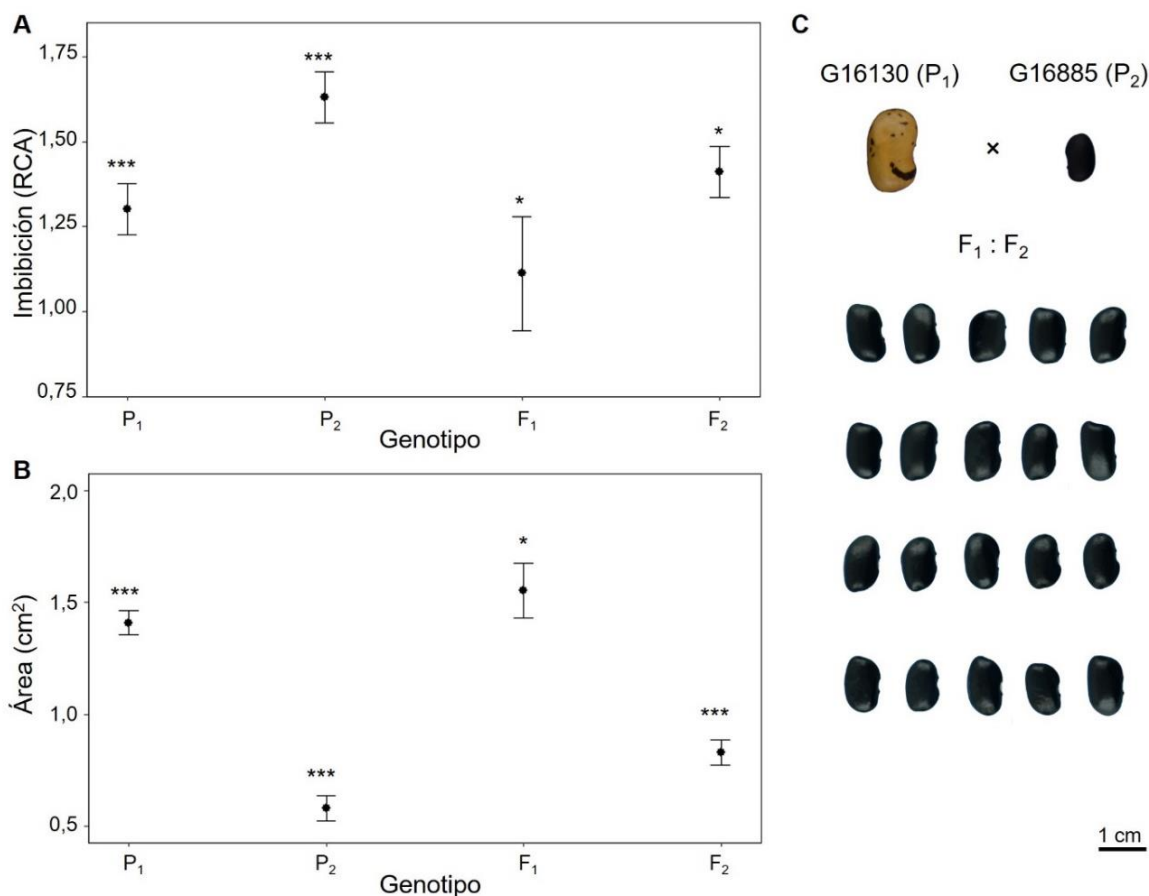 A
1,75
1,50
1,25
1,00
0,75
Imbibición (RCA)
***
***
*
*
P₁ P₂ F₁ F₂
Genotipo
B
2,0
1,5
1,0
0,5
Área (cm²)
***
***
*
***
P₁ P₂ F₁ F₂
Genotipo
C
G16130 (P₁) G16885 (P₂)
×
F₁ : F₂
1 cm